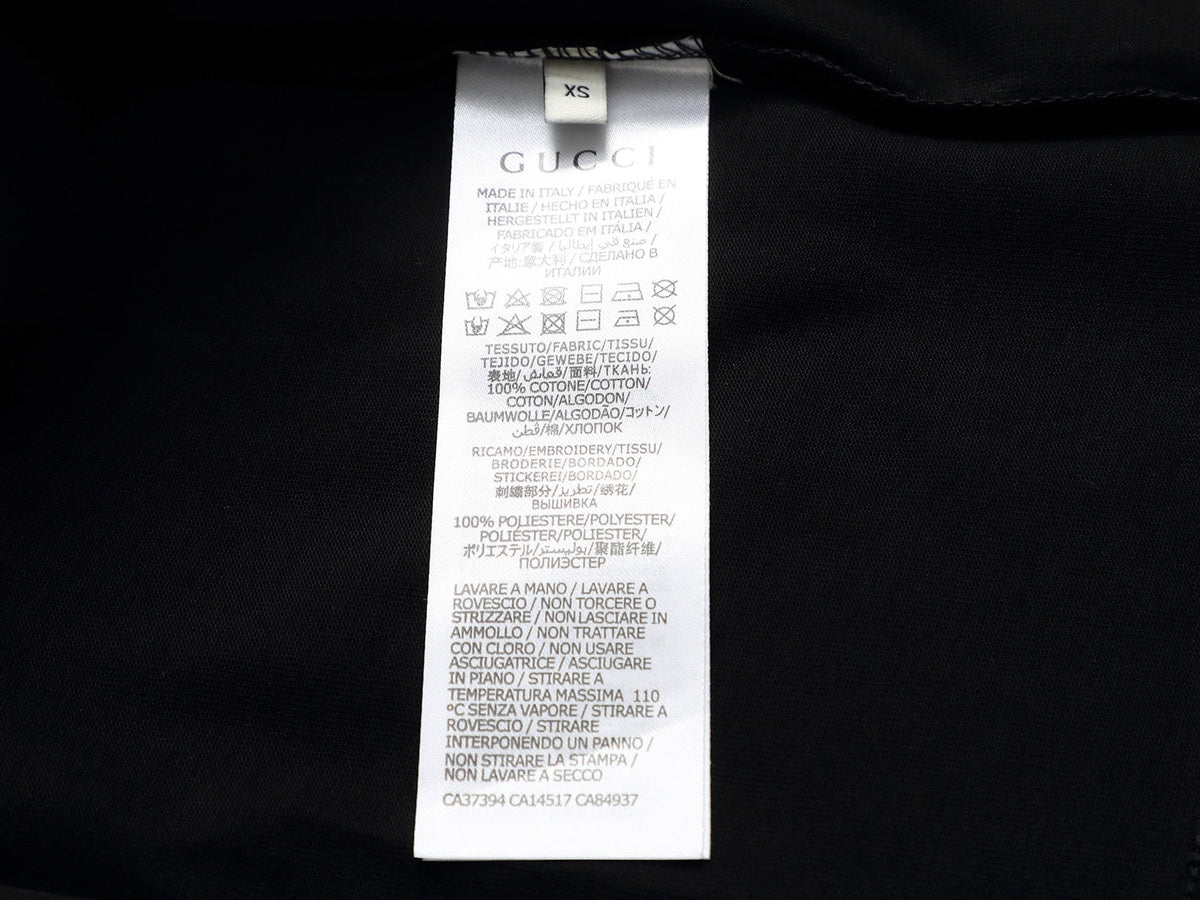 XS
GUCCI
MADE IN ITALY / FABRIQUÉ EN
ITALIE / HECHO EN ITALIA /
HERGESTELLT IN ITALIEN /
FABRICADO EM ITALIA /
イタリア製 / صنع في إيطاليا /
产地:意大利 / СДЕЛАНО В
ИТАЛИИ
TESSUTO/FABRIC/TISSU/
TEJIDO/GEWEBE/TECIDO/
表地/قماش/面料/ТКАНЬ:
100% COTONE/COTTON/
COTON/ALGODON/
BAUMWOLLE/ALGODÃO/コットン/
قطن/棉/ХЛОПОК
RICAMO/EMBROIDERY/TISSU/
BRODERIE/BORDADO/
STICKEREI/BORDADO/
刺繍部分/تطريز/绣花/
ВЫШИВКА
100% POLIESTERE/POLYESTER/
POLIÉSTER/POLIESTER/
ポリエステル/بوليستر/聚酯纤维/
ПОЛИЭСТЕР
LAVARE A MANO / LAVARE A
ROVESCIO / NON TORCERE O
STRIZZARE / NON LASCIARE IN
AMMOLLO / NON TRATTARE
CON CLORO / NON USARE
ASCIUGATRICE / ASCIUGARE
IN PIANO / STIRARE A
TEMPERATURA MASSIMA 110
°C SENZA VAPORE / STIRARE A
ROVESCIO / STIRARE
INTERPONENDO UN PANNO /
NON STIRARE LA STAMPA /
NON LAVARE A SECCO
CA37394 CA14517 CA84937